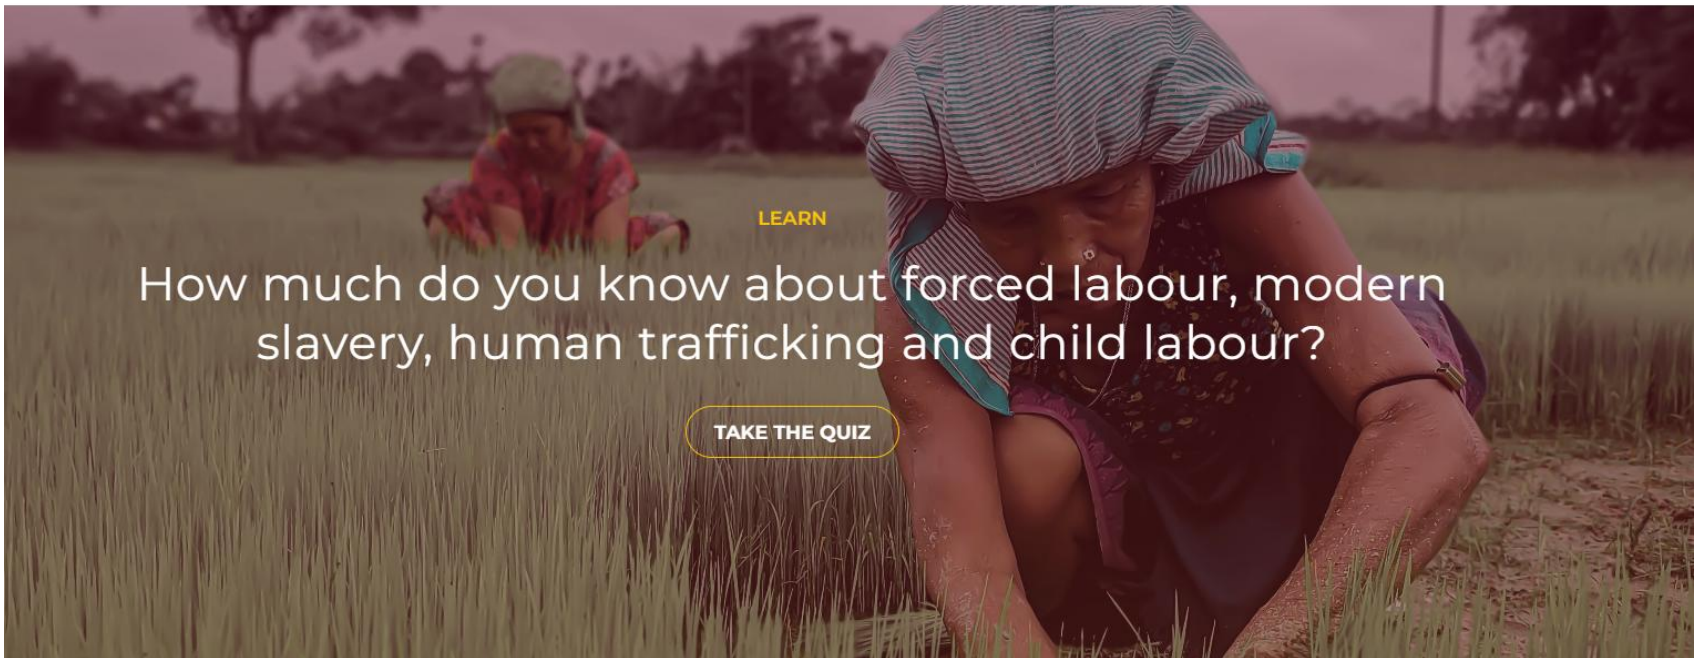 LEARN
How much do you know about forced labour, modern
slavery, human trafficking and child labour?
TAKE THE QUIZ